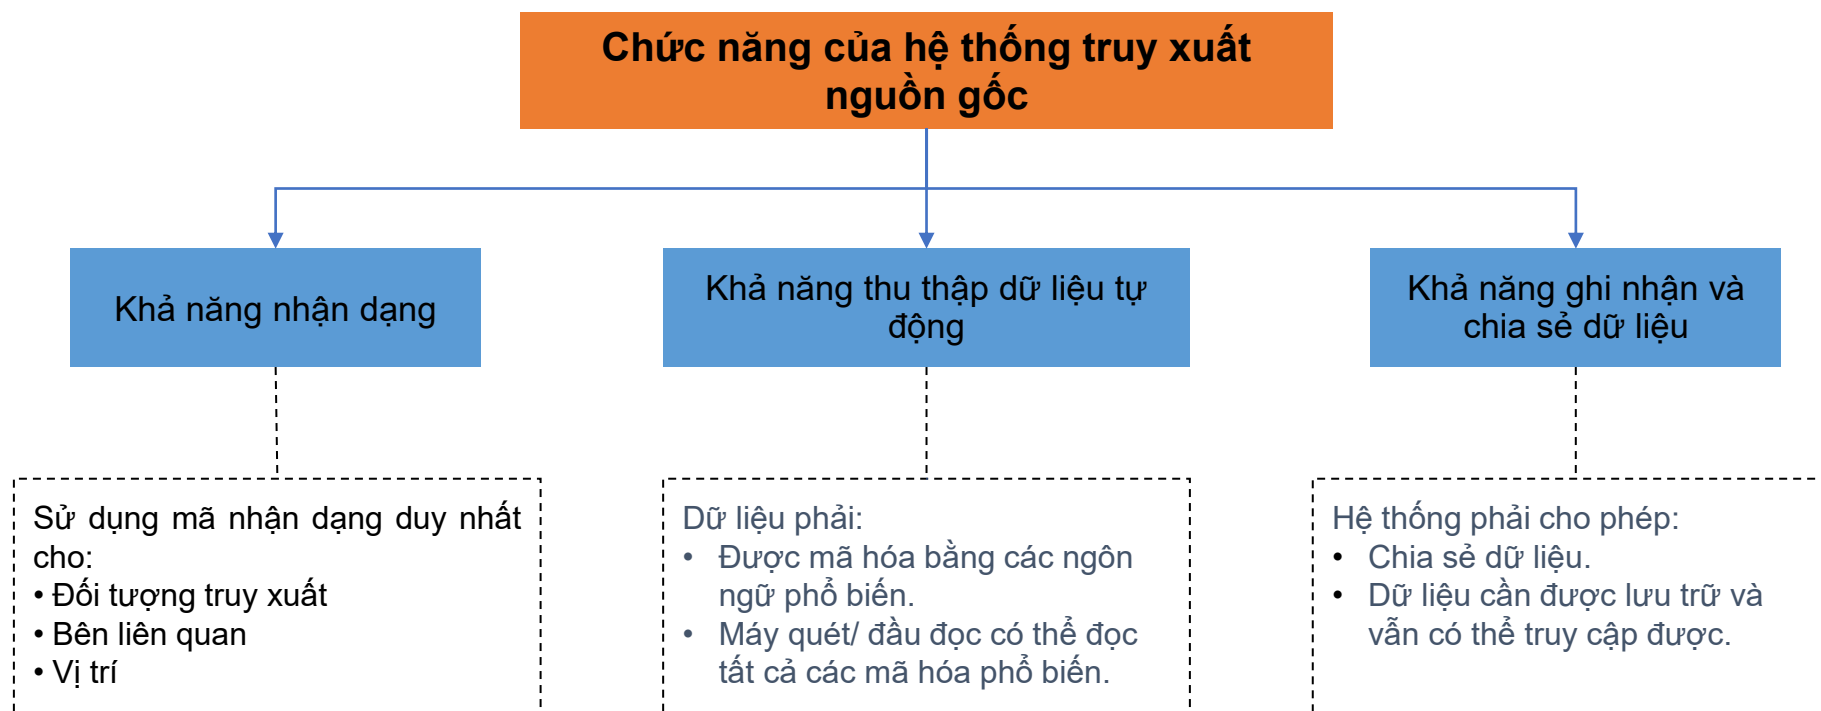 Chức năng của hệ thống truy xuất
nguồn gốc
Khả năng nhận dạng
Khả năng thu thập dữ liệu tự
động
Khả năng ghi nhận và
chia sẻ dữ liệu
Sử dụng mã nhận dạng duy nhất
cho:
• Đối tượng truy xuất
• Bên liên quan
• Vị trí
Dữ liệu phải:
• Được mã hóa bằng các ngôn
ngữ phổ biến.
• Máy quét/ đầu đọc có thể đọc
tất cả các mã hóa phổ biến.
Hệ thống phải cho phép:
• Chia sẻ dữ liệu.
• Dữ liệu cần được lưu trữ và
vẫn có thể truy cập được.